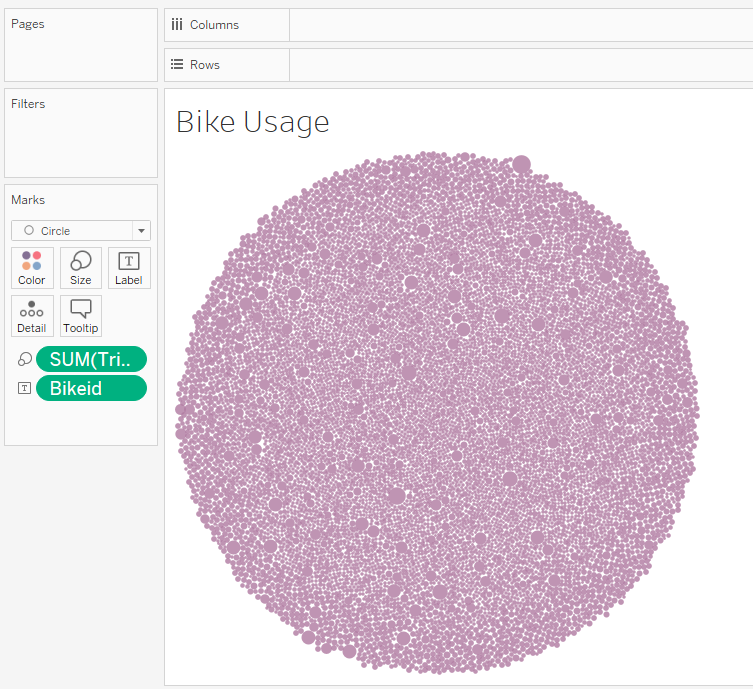 Pages
Columns
Rows
Filters
Bike Usage
Marks
Circle
Color Size Label
T
Detail Tooltip
SUM(Tri..
T Bikeid